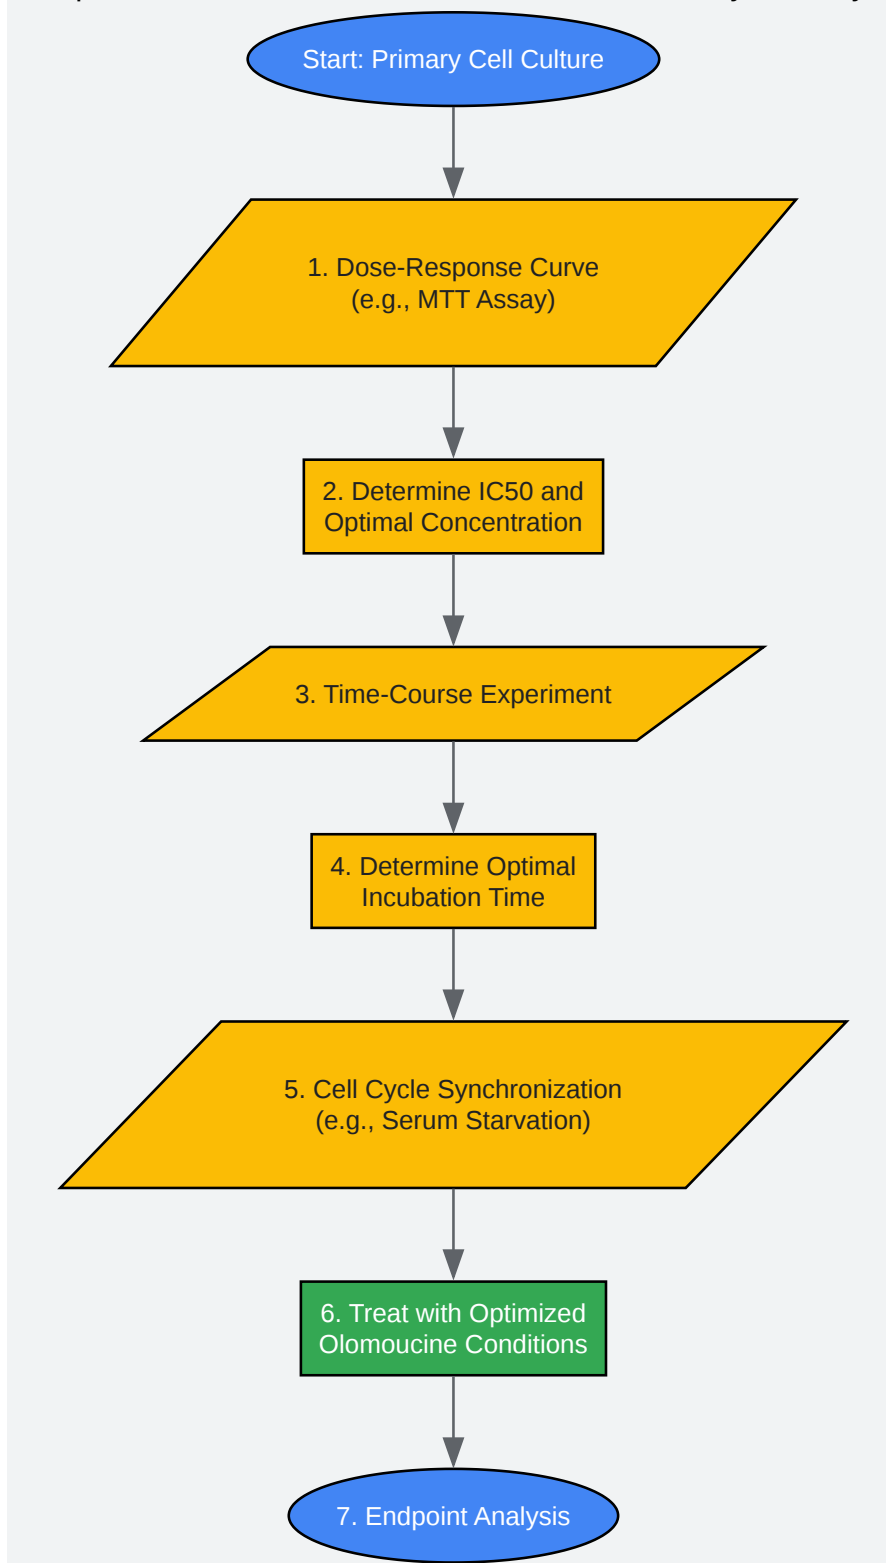 Start: Primary Cell Culture
1. Dose-Response Curve
(e.g., MTT Assay)
2. Determine IC50 and
Optimal Concentration
3. Time-Course Experiment
4. Determine Optimal
Incubation Time
5. Cell Cycle Synchronization
(e.g., Serum Starvation)
6. Treat with Optimized
Olomoucine Conditions
7. Endpoint Analysis